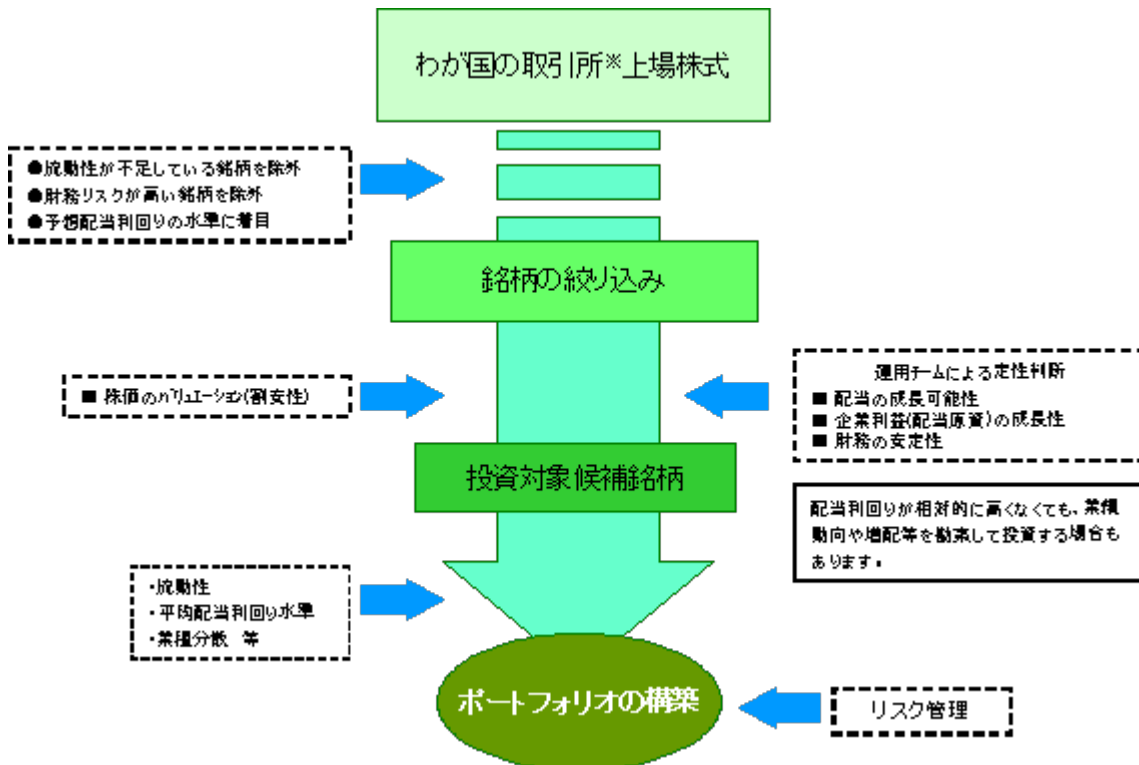 わが国の取引所※上場株式
●流動性が不足している銘柄を除外
●財務リスクが高い銘柄を除外
●予想配当利回りの水準に着目
銘柄の絞り込み
■ 株価のバリュエーション(割安性)
運用チームによる定性判断
■ 配当の成長可能性
■ 企業利益(配当原資)の成長性
■ 財務の安定性
投資対象候補銘柄
配当利回りが相対的に高くなくても、業績
動向や増配等を勘案して投資する場合も
あります。
・流動性
・平均配当利回り水準
・業種分散 等
ポートフォリオの構築
リスク管理